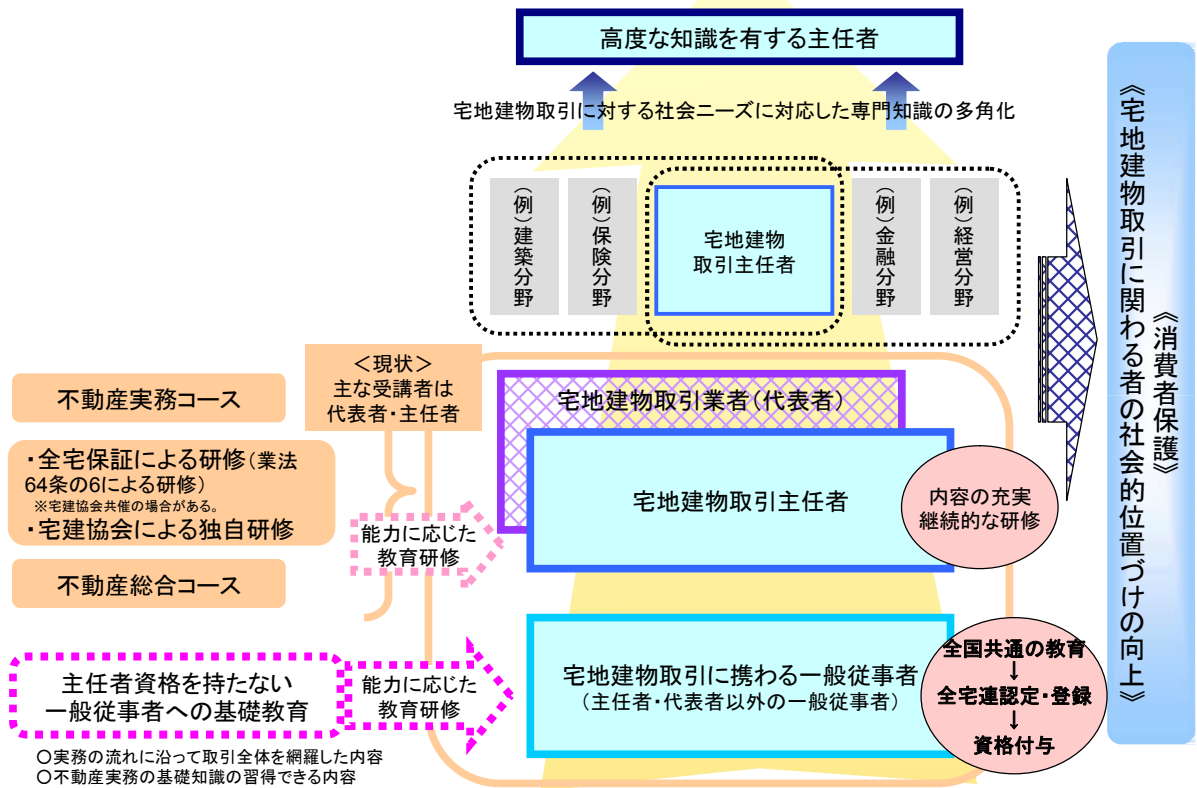 高度な知識を有する主任者
宅地建物取引に対する社会ニーズに対応した専門知識の多角化
（例）建築分野
（例）保険分野
宅地建物
取引主任者
（例）金融分野
（例）経営分野
＜現状＞
主な受講者は
代表者・主任者
不動産実務コース
・全宅保証による研修（業法
64条の6による研修）
※宅建協会共催の場合がある。
・宅建協会による独自研修
不動産総合コース
能力に応じた
教育研修
宅地建物取引業者（代表者）
宅地建物取引主任者
内容の充実
継続的な研修
主任者資格を持たない
一般従事者への基礎教育
能力に応じた
教育研修
宅地建物取引に携わる一般従事者
（主任者・代表者以外の一般従事者）
全国共通の教育
↓
全宅連認定・登録
↓
資格付与
○実務の流れに沿って取引全体を網羅した内容
○不動産実務の基礎知識の習得できる内容
《消費者保護》
《宅地建物取引に関わる者の社会的位置づけの向上》